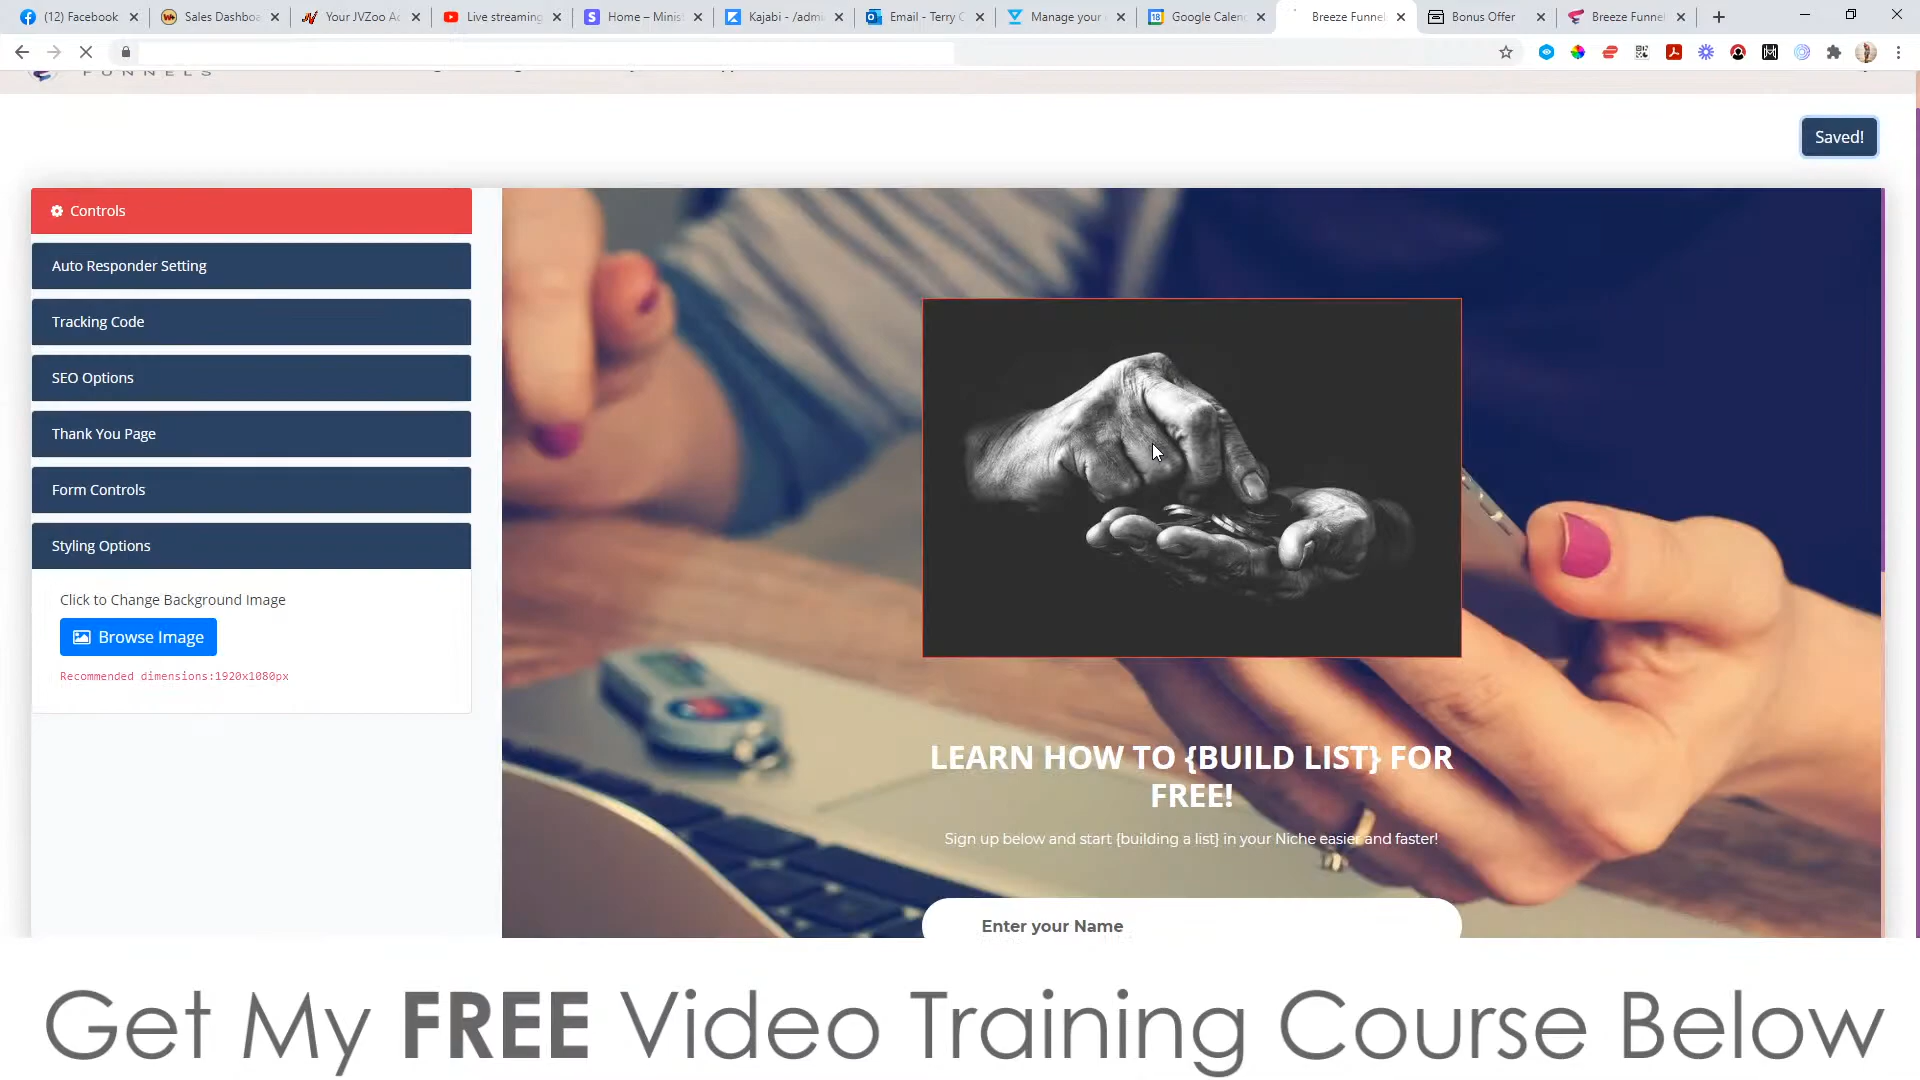 (12) Facebook
Sales Dashboa
Your JVZoo Ac
Live streaming
Home – Minis
Kajabi - /adm
Email - Terry C
Manage your
Google Calen
Breeze Funnel
Bonus Offer
Breeze Funnel
FUNNELS
Saved!
Controls
Auto Responder Setting
Tracking Code
SEO Options
Thank You Page
Form Controls
Styling Options
Click to Change Background Image
Browse Image
Recommended dimensions:1920x1080px
LEARN HOW TO {BUILD LIST} FOR
FREE!
Sign up below and start {building a list} in your Niche easier and faster!
Enter your Name
Get My FREE Video Training Course Below